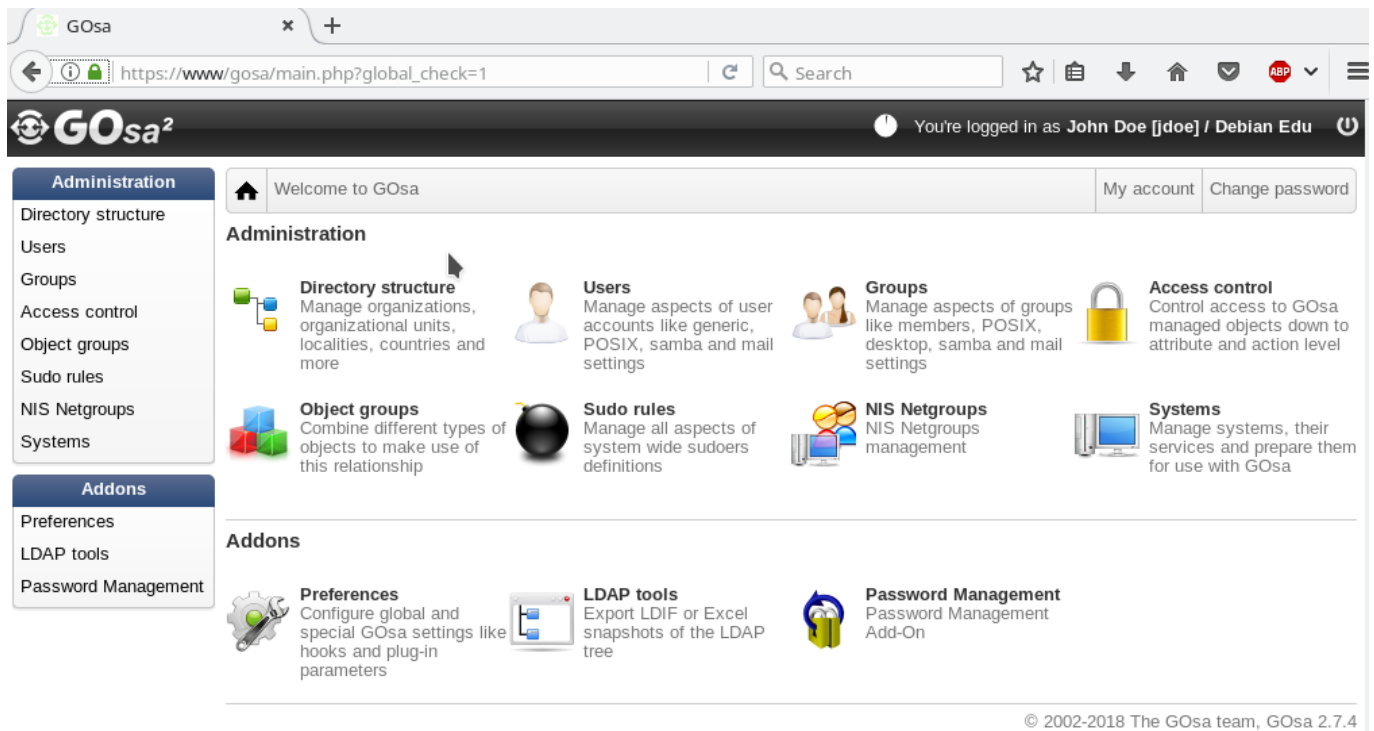 GOsa
https://www/gosa/main.php?global_check=1
Search
ABP
GOsa²
You're logged in as John Doe [jdoe] / Debian Edu
Administration
Directory structure
Users
Groups
Access control
Object groups
Sudo rules
NIS Netgroups
Systems
Addons
Preferences
LDAP tools
Password Management
Welcome to GOsa
My account
Change password
Administration
Directory structure
Manage organizations,
organizational units,
localities, countries and
more
Users
Manage aspects of user
accounts like generic,
POSIX, samba and mail
settings
Groups
Manage aspects of groups
like members, POSIX,
desktop, samba and mail
settings
Access control
Control access to GOsa
managed objects down to
attribute and action level
Object groups
Combine different types of
objects to make use of
this relationship
Sudo rules
Manage all aspects of
system wide sudoers
definitions
NIS Netgroups
NIS Netgroups
management
Systems
Manage systems, their
services and prepare them
for use with GOsa
Addons
Preferences
Configure global and
special GOsa settings like
hooks and plug-in
parameters
LDAP tools
Export LDIF or Excel
snapshots of the LDAP
tree
Password Management
Password Management
Add-On
© 2002-2018 The GOsa team, GOsa 2.7.4